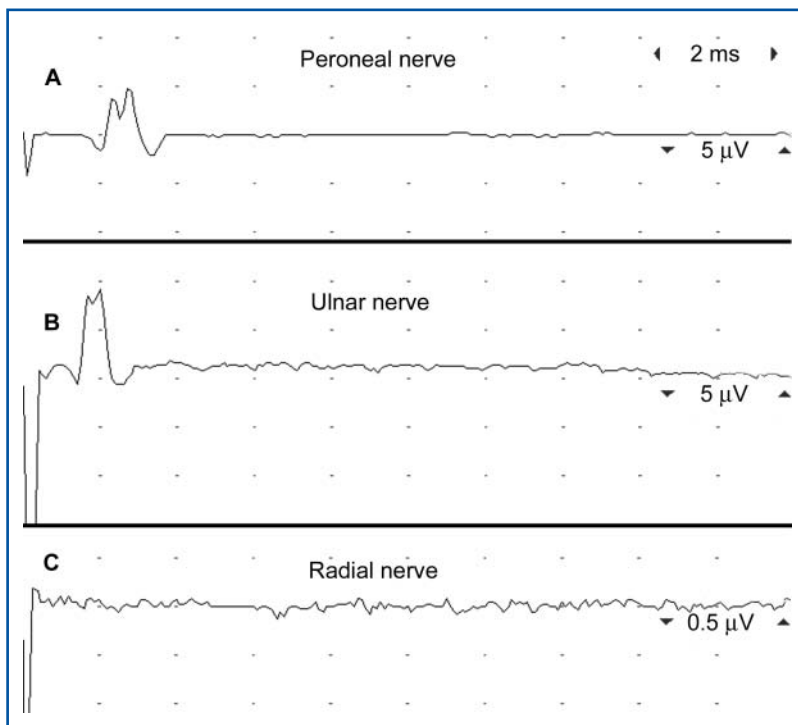 A
Peroneal nerve
2 ms
5 μV
B
Ulnar nerve
5 μV
C
Radial nerve
0.5 μV